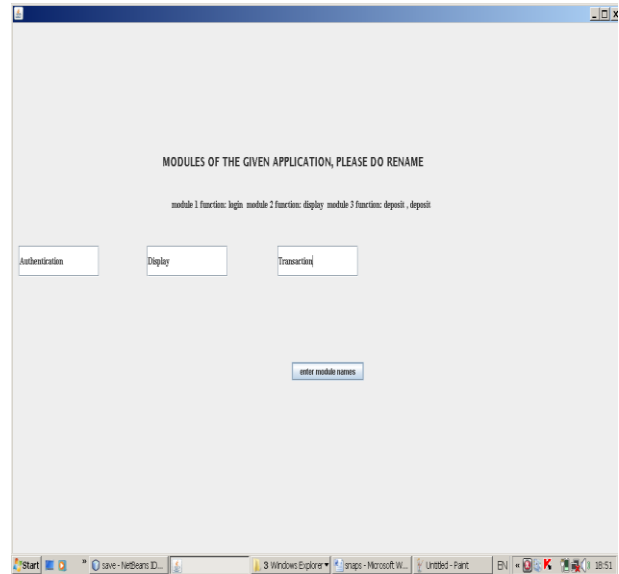 MODULES OF THE GIVEN APPLICATION, PLEASE DO RENAME
module 1 function: login module 2 function: display module 3 function: deposit , deposit
Authentiration Display Transaction
enter module names
Start » save - NetBeans ID... 3 Windows Explorer snaps - Microsoft W... Untitled - Paint EN « K 18:51